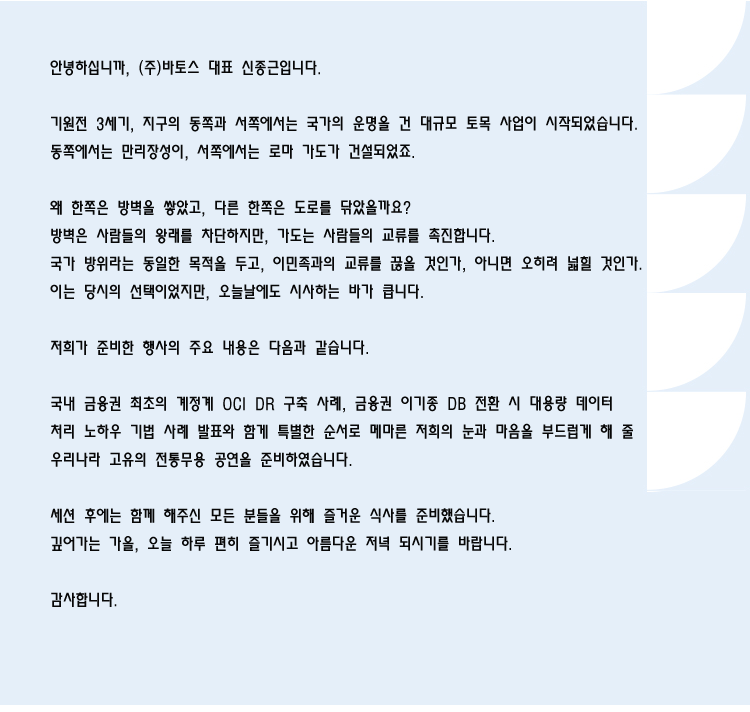 안녕하십니까, (주)바토스 대표 신종근입니다.
기원전 3세기, 지구의 동쪽과 서쪽에서는 국가의 운명을 건 대규모 토목 사업이 시작되었습니다.
동쪽에서는 만리장성이, 서쪽에서는 로마 가도가 건설되었죠.
왜 한쪽은 방벽을 쌓았고, 다른 한쪽은 도로를 닦았을까요?
방벽은 사람들의 왕래를 차단하지만, 가도는 사람들의 교류를 촉진합니다.
국가 방위라는 동일한 목적을 두고, 이민족과의 교류를 끊을 것인가, 아니면 오히려 넓힐 것인가.
이는 당시의 선택이었지만, 오늘날에도 시사하는 바가 큽니다.
저희가 준비한 행사의 주요 내용은 다음과 같습니다.
국내 금융권 최초의 계정계 OCI DR 구축 사례, 금융권 이기종 DB 전환 시 대용량 데이터
처리 노하우 기법 사례 발표와 함게 특별한 순서로 메마른 저희의 눈과 마음을 부드럽게 해 줄
우리나라 고유의 전통무용 공연을 준비하였습니다.
세션 후에는 함께 해주신 모든 분들을 위해 즐거운 식사를 준비했습니다.
깊어가는 가을, 오늘 하루 편히 즐기시고 아름다운 저녁 되시기를 바랍니다.
감사합니다.